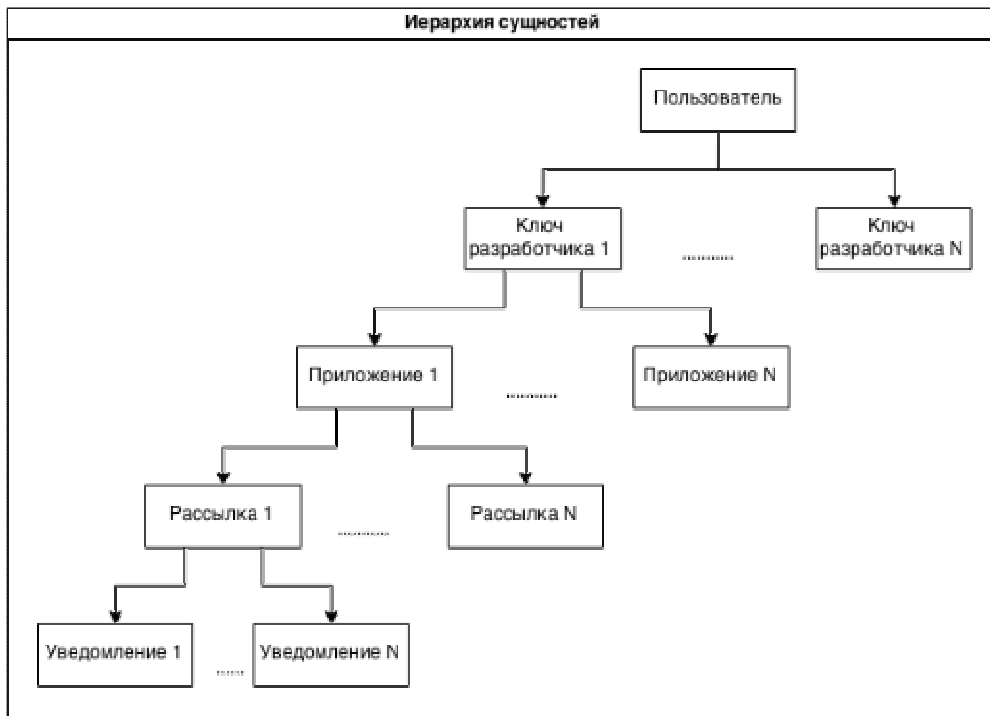 Иерархия сущностей
Пользователь
Ключ
разработчика 1
............
Ключ
разработчика N
Приложение 1
............
Приложение N
Рассылка 1
............
Рассылка N
Уведомление 1
......
Уведомление N